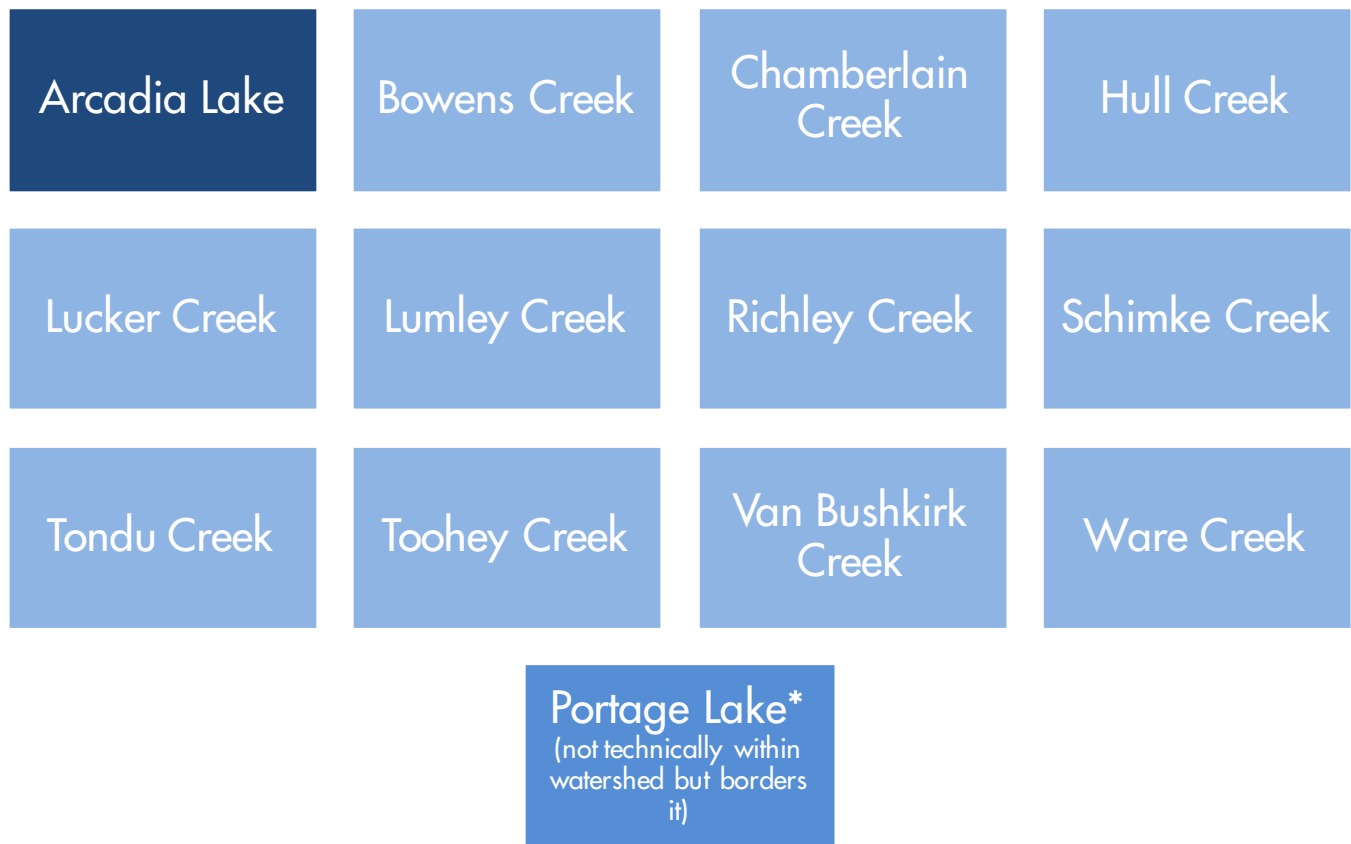 Arcadia Lake
Bowens Creek
Chamberlain
Creek
Hull Creek
Lucker Creek
Lumley Creek
Richley Creek
Schimke Creek
Tondu Creek
Toohey Creek
Van Bushkirk
Creek
Ware Creek
Portage Lake*
(not technically within
watershed but borders
it)